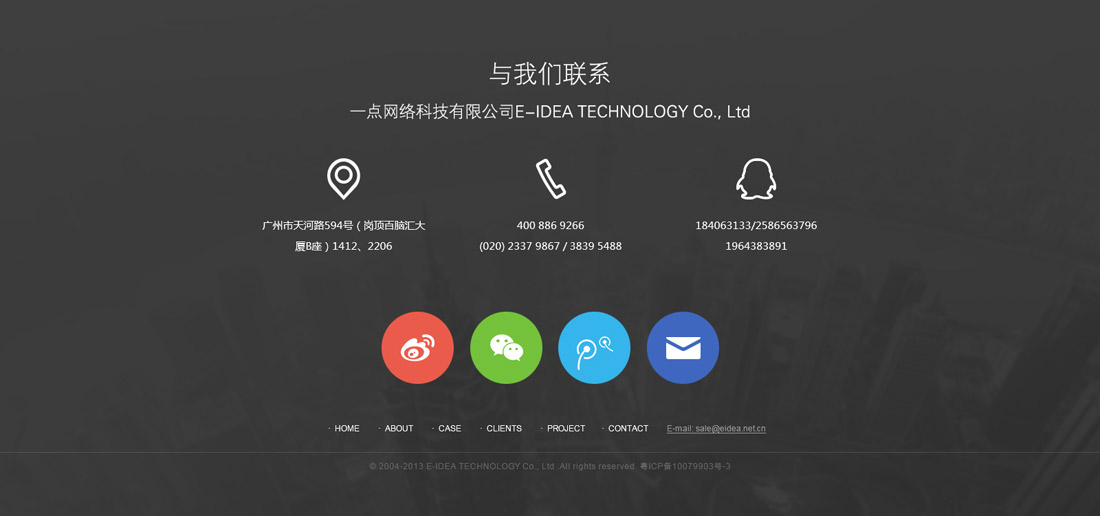 与我们联系
一点网络科技有限公司E-IDEA TECHNOLOGY Co., Ltd
广州市天河路594号（岗顶百脑汇大
厦B座）1412、2206
400 886 9266
(020) 2337 9867 / 3839 5488
184063133/2586563796
1964383891
· HOME · ABOUT · CASE · CLIENTS · PROJECT · CONTACT E-mail: sale@eidea.net.cn
© 2004-2013 E-IDEA TECHNOLOGY Co., Ltd .All rights reserved. 粤ICP备10079903号-3